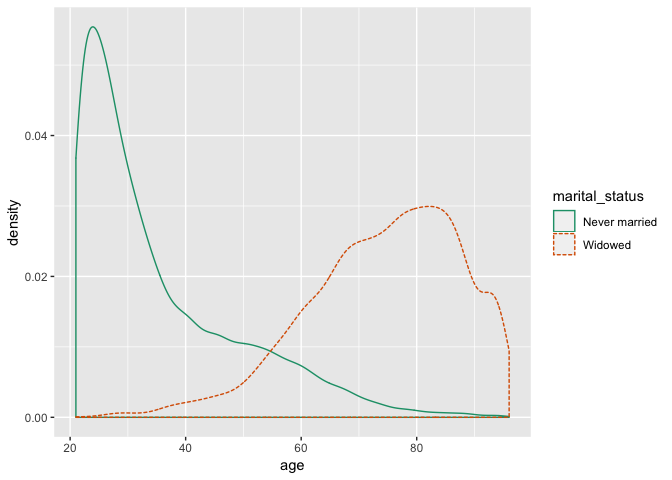 0.04
0.02
0.00
density
20 40 60 80
age
marital_status
Never married
Widowed